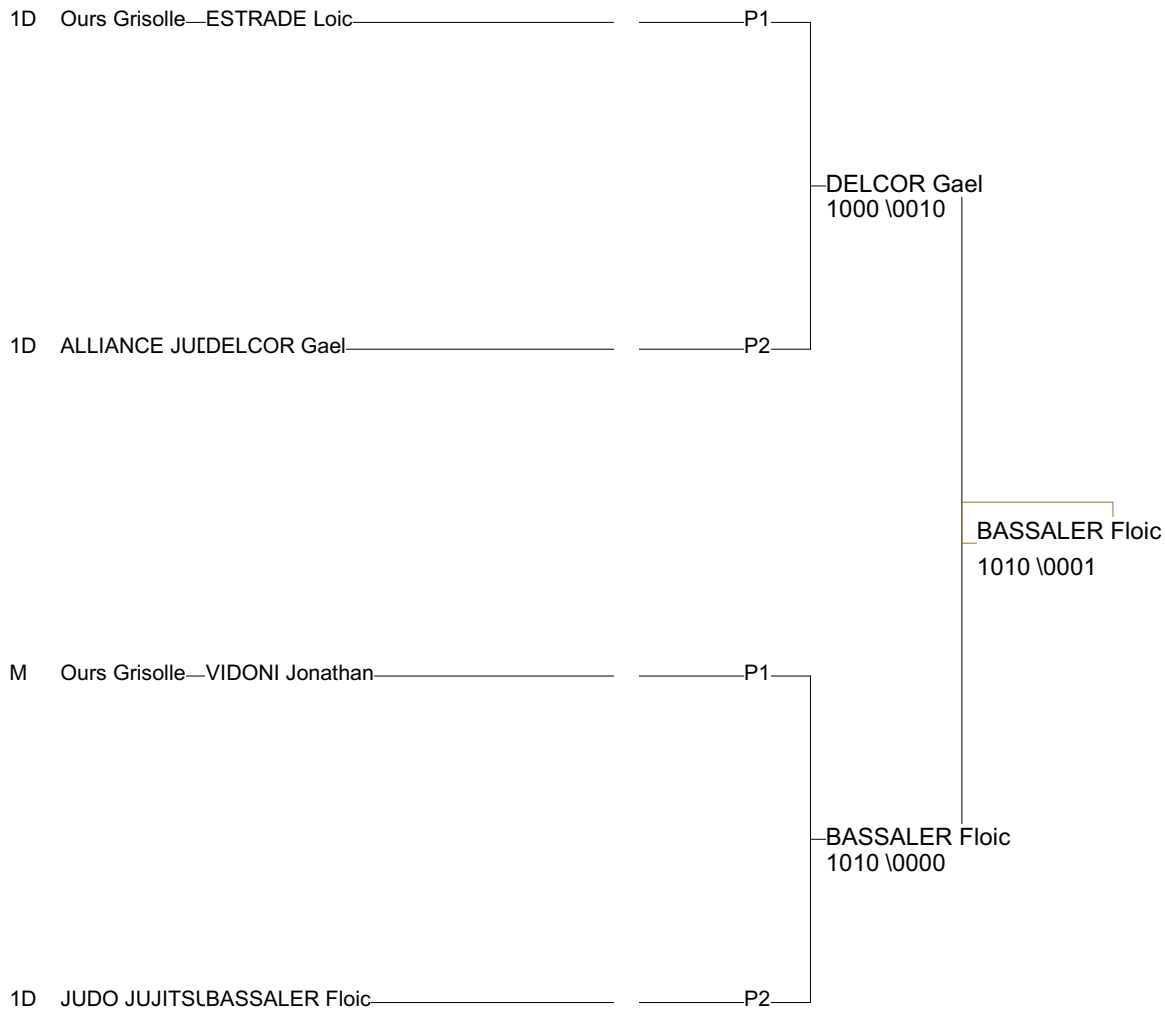 1D Ours Grisolle ESTRADE Loic P1
DELCOR Gael
1000 \0010
1D ALLIANCE JUD DELCOR Gael P2
BASSALER Floic
1010 \0001
M Ours Grisolle VIDONI Jonathan P1
BASSALER Floic
1010 \0000
1D JUDO JUJITSU BASSALER Floic P2